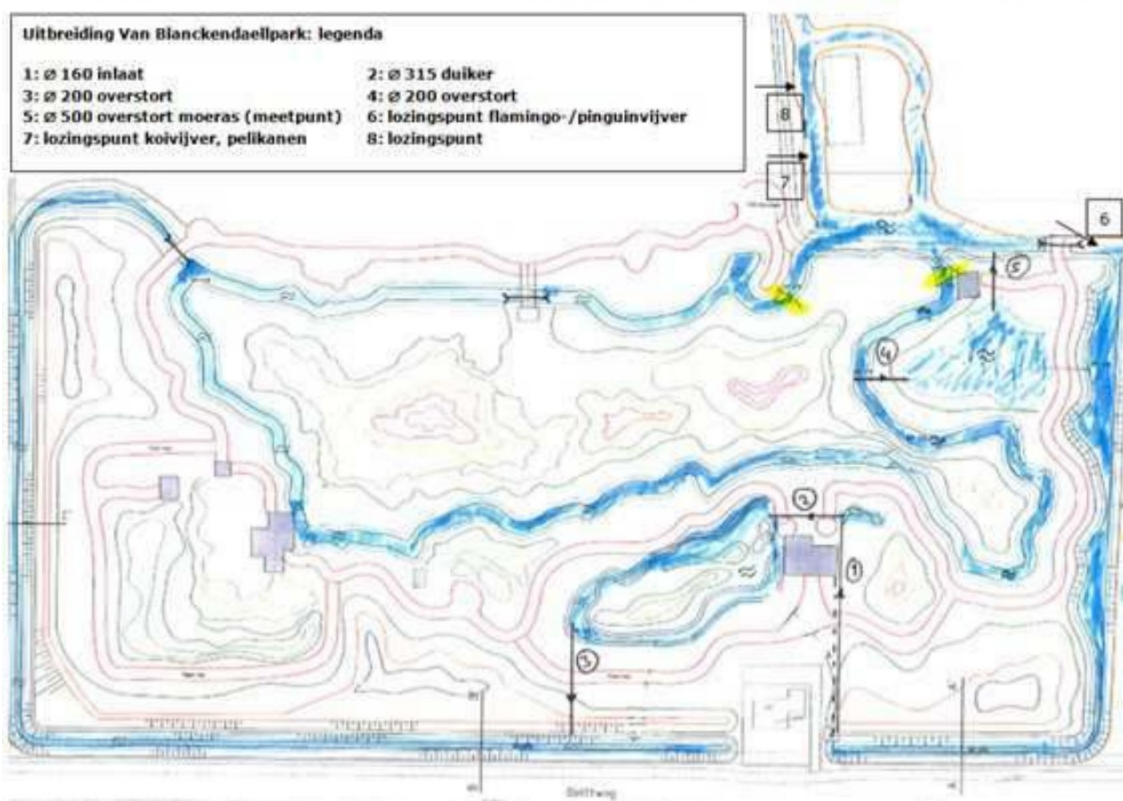 Uitbreiding Van Blanckendaellpark: legenda
1: ø 160 inlaat 2: ø 315 duiker
3: ø 200 overstort 4: ø 200 overstort
5: ø 500 overstort moeras (meetpunt) 6: lozingspunt flamingo-/pinguinvijver
7: lozingspunt koivijver, pelikanen 8: lozingspunt
8
7
6
5
4
2
1
3